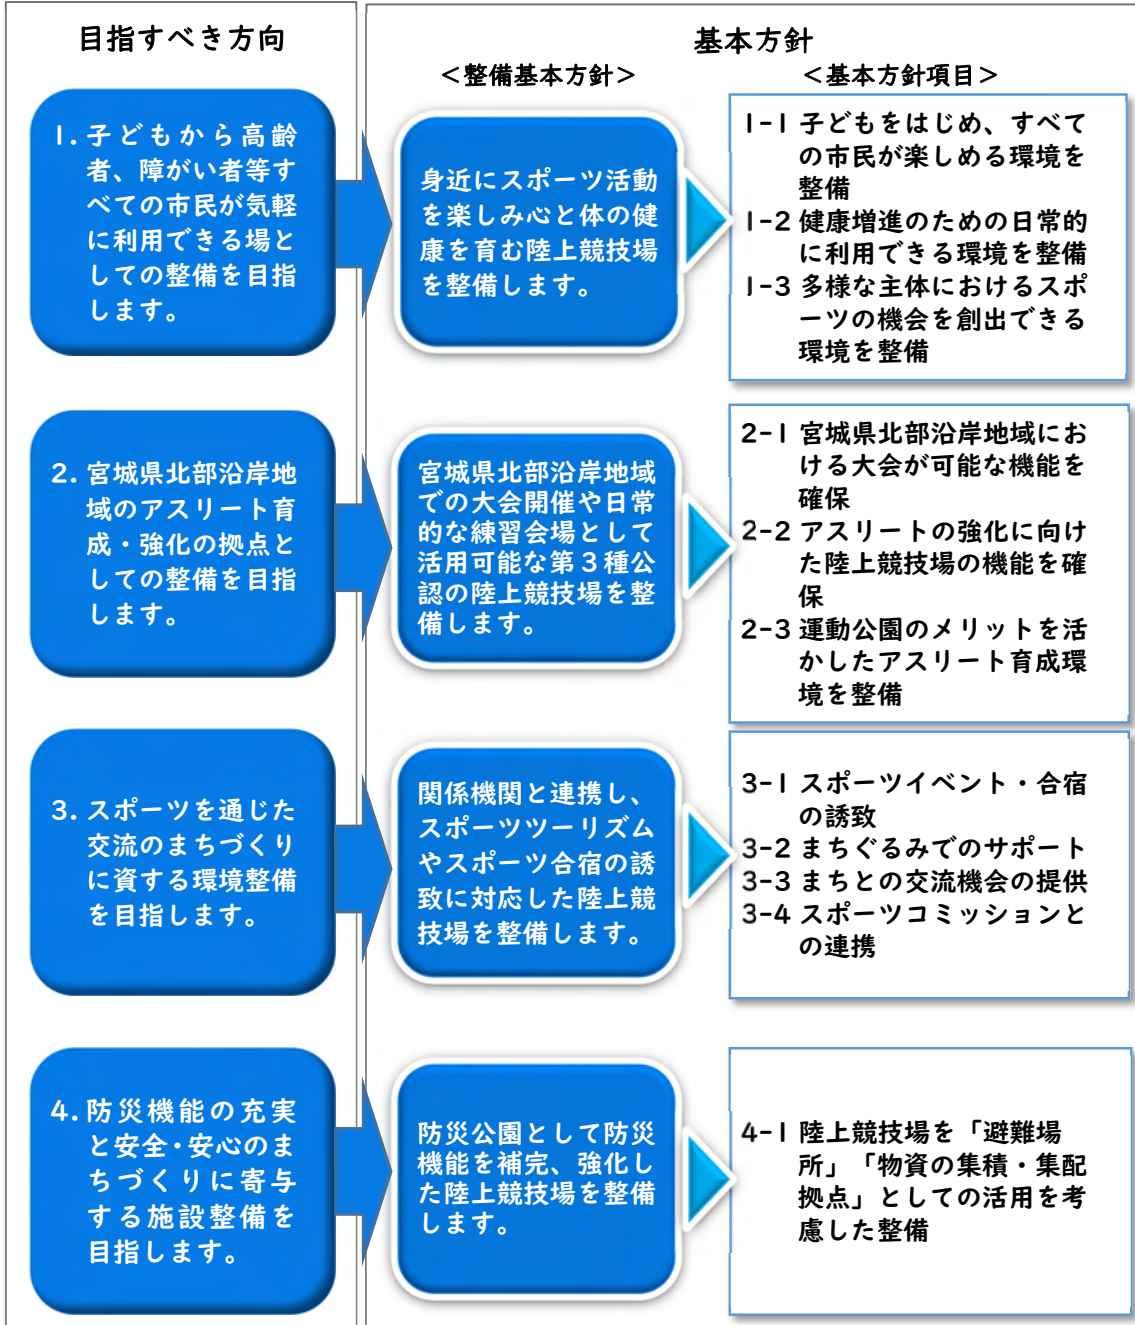 目指すべき方向
基本方針
＜整備基本方針＞
＜基本方針項目＞
1. 子どもから高齢
者、障がい者等す
べての市民が気軽
に利用できる場と
しての整備を目指
します。
身近にスポーツ活動
を楽しみ心と体の健
康を育む陸上競技場
を整備します。
1-1 子どもをはじめ、すべて
の市民が楽しめる環境を
整備
1-2 健康増進のための日常的
に利用できる環境を整備
1-3 多様な主体におけるスポ
ーツの機会を創出できる
環境を整備
2. 宮城県北部沿岸地
域のアスリート育
成・強化の拠点と
しての整備を目指
します。
宮城県北部沿岸地域
での大会開催や日常
的な練習会場として
活用可能な第３種公
認の陸上競技場を整
備します。
2-1 宮城県北部沿岸地域にお
ける大会が可能な機能を
確保
2-2 アスリートの強化に向け
た陸上競技場の機能を確
保
2-3 運動公園のメリットを活
かしたアスリート育成環
境を整備
3. スポーツを通じた
交流のまちづくり
に資する環境整備
を目指します。
関係機関と連携し、
スポーツツーリズム
やスポーツ合宿の誘
致に対応した陸上競
技場を整備します。
3-1 スポーツイベント・合宿
の誘致
3-2 まちぐるみでのサポート
3-3 まちとの交流機会の提供
3-4 スポーツコミッションと
の連携
4. 防災機能の充実
と安全・安心のま
ちづくりに寄与
する施設整備を
目指します。
防災公園として防災
機能を補完、強化し
た陸上競技場を整備
します。
4-1 陸上競技場を「避難場
所」「物資の集積・集配
拠点」としての活用を考
慮した整備